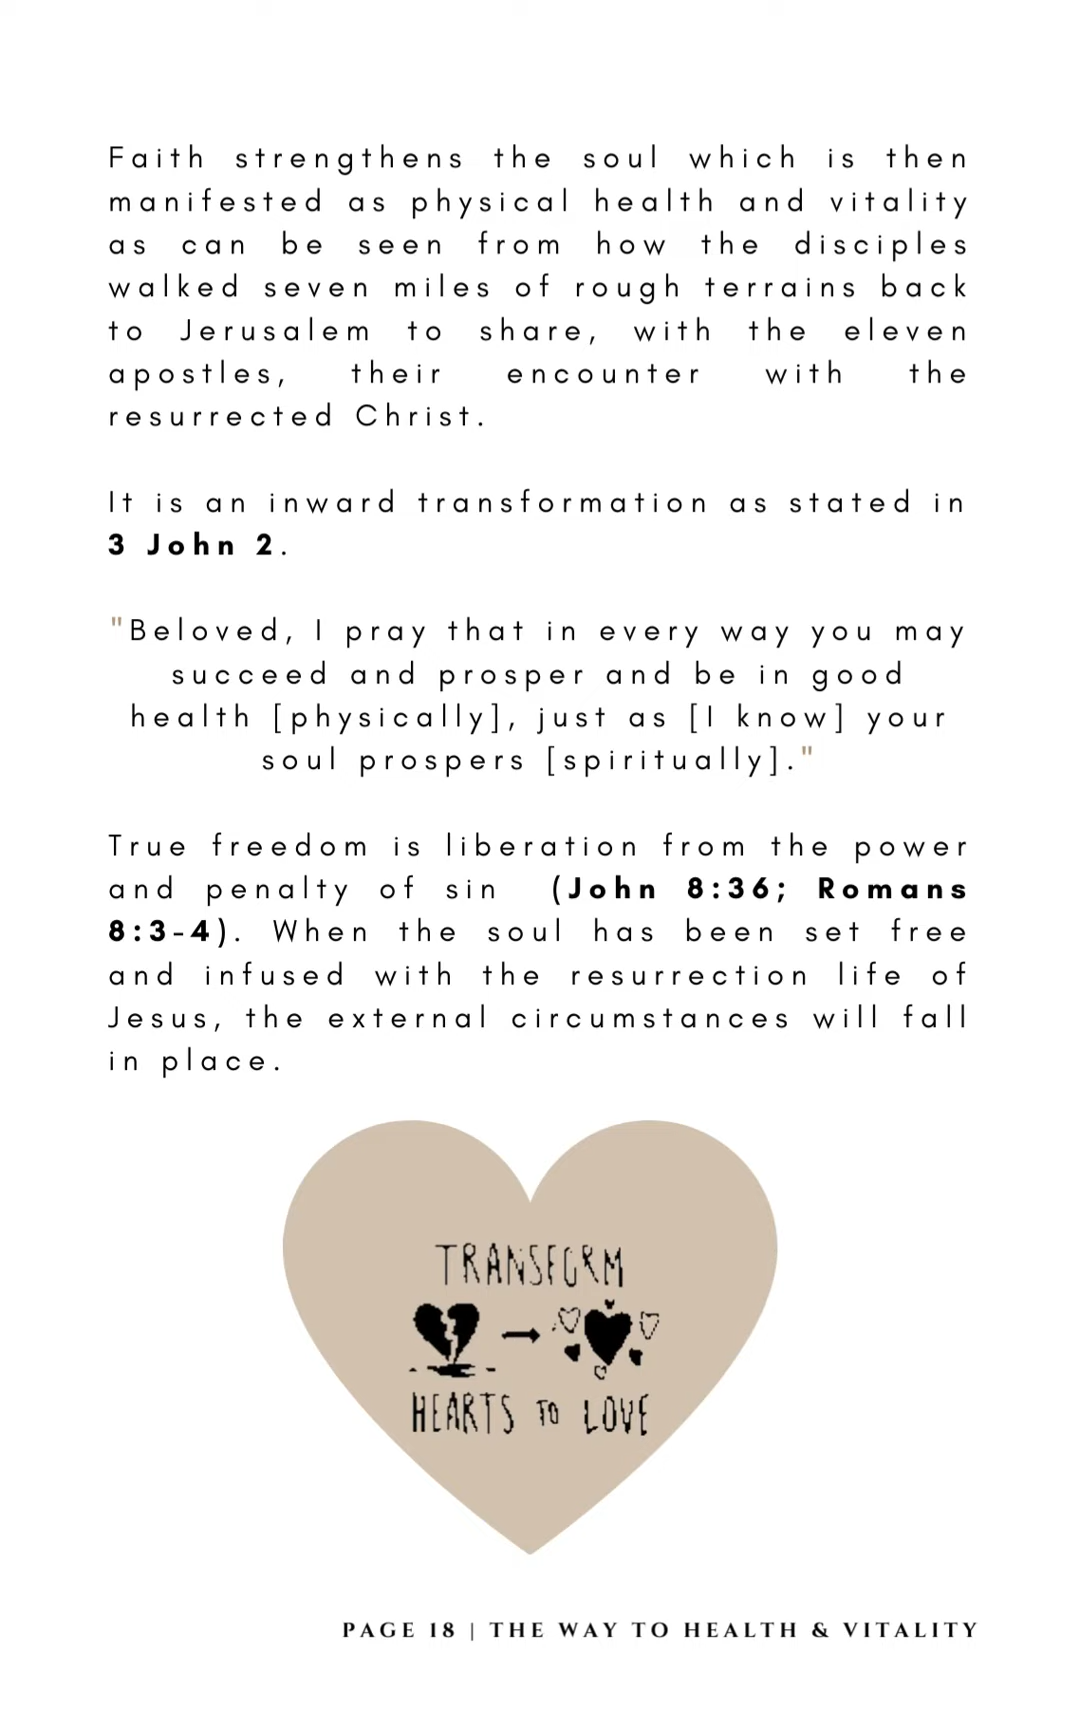 Faith strengthens the soul which is then
manifested as physical health and vitality
as can be seen from how the disciples
walked seven miles of rough terrains back
to Jerusalem to share, with the eleven
apostles, their encounter with the
resurrected Christ.
It is an inward transformation as stated in
3 John 2.
"Beloved, I pray that in every way you may
succeed and prosper and be in good
health [physically], just as [I know] your
soul prospers [spiritually]."
True freedom is liberation from the power
and penalty of sin (John 8:36; Romans
8:3-4). When the soul has been set free
and infused with the resurrection life of
Jesus, the external circumstances will fall
in place.
TRANSFORM
HEARTS TO LOVE
PAGE 18 | THE WAY TO HEALTH & VITALITY